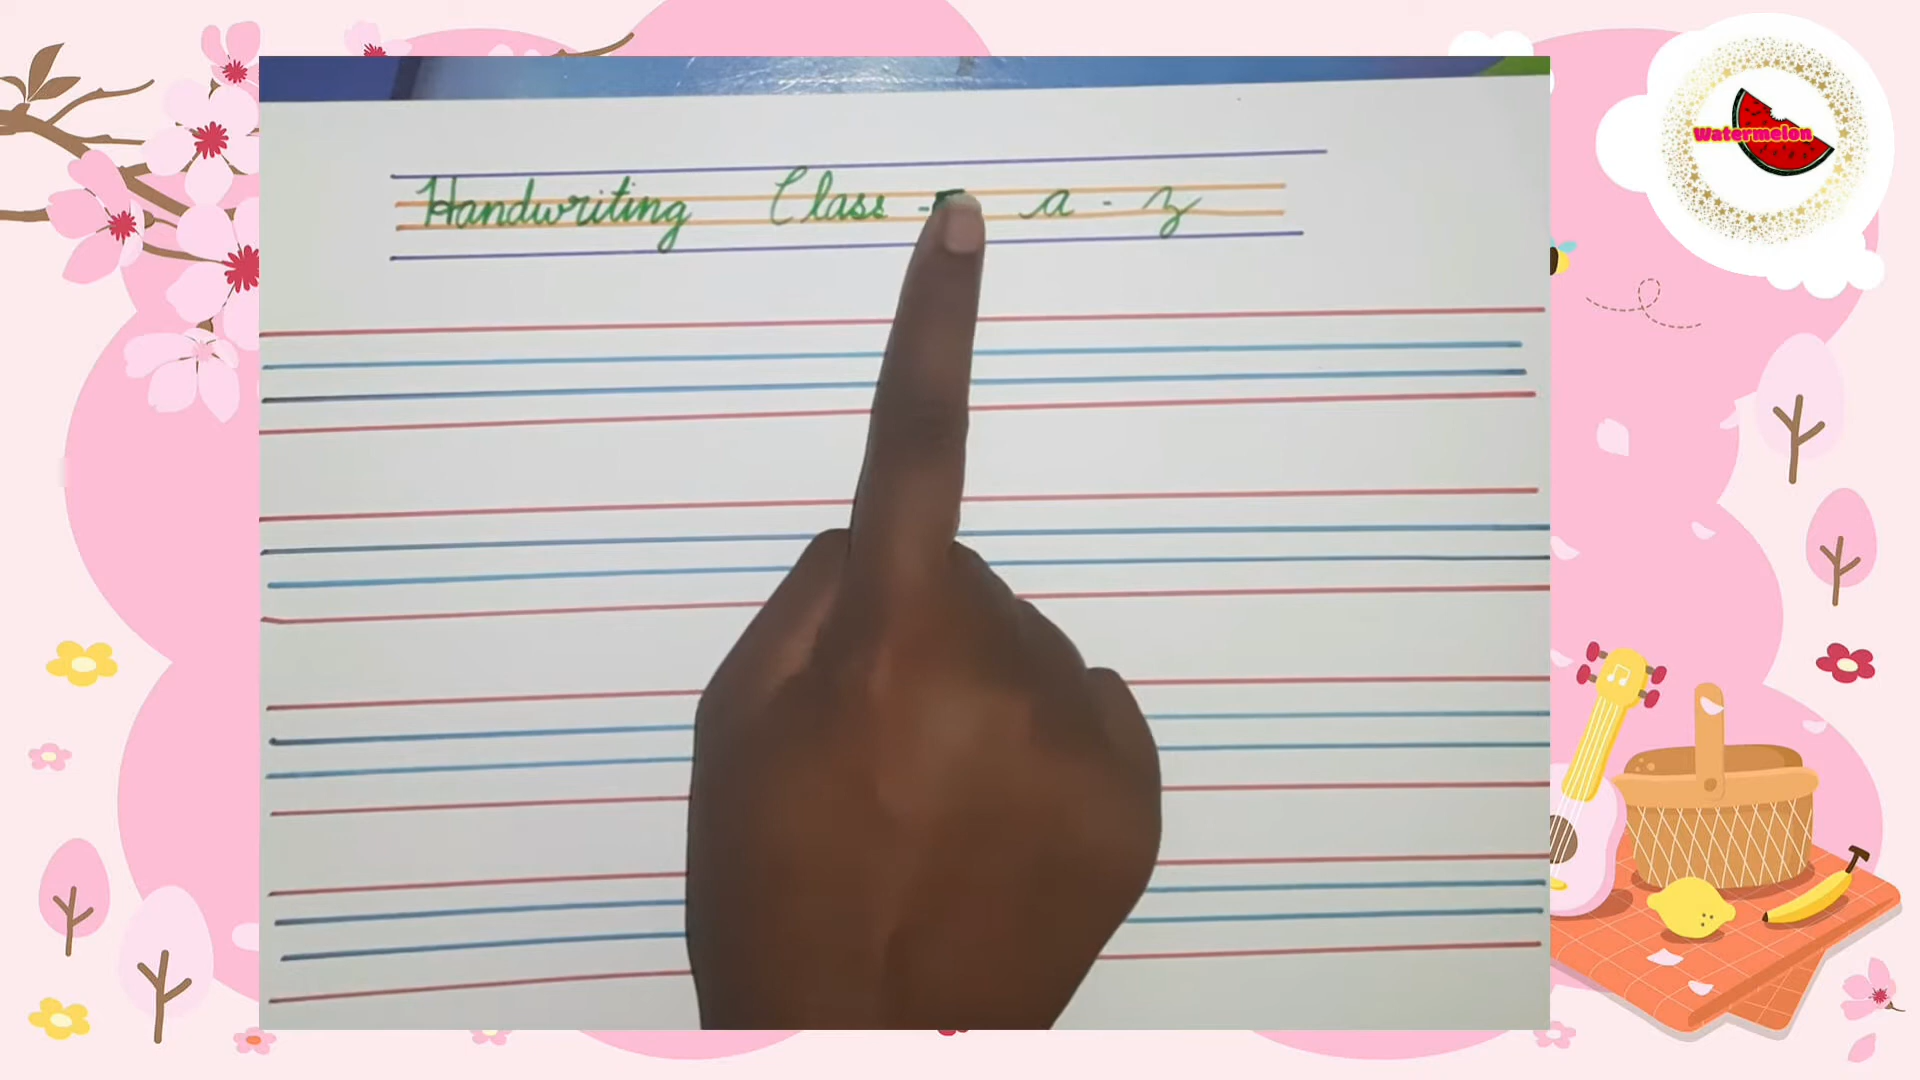 Handwriting Class - a - z
Watermelon